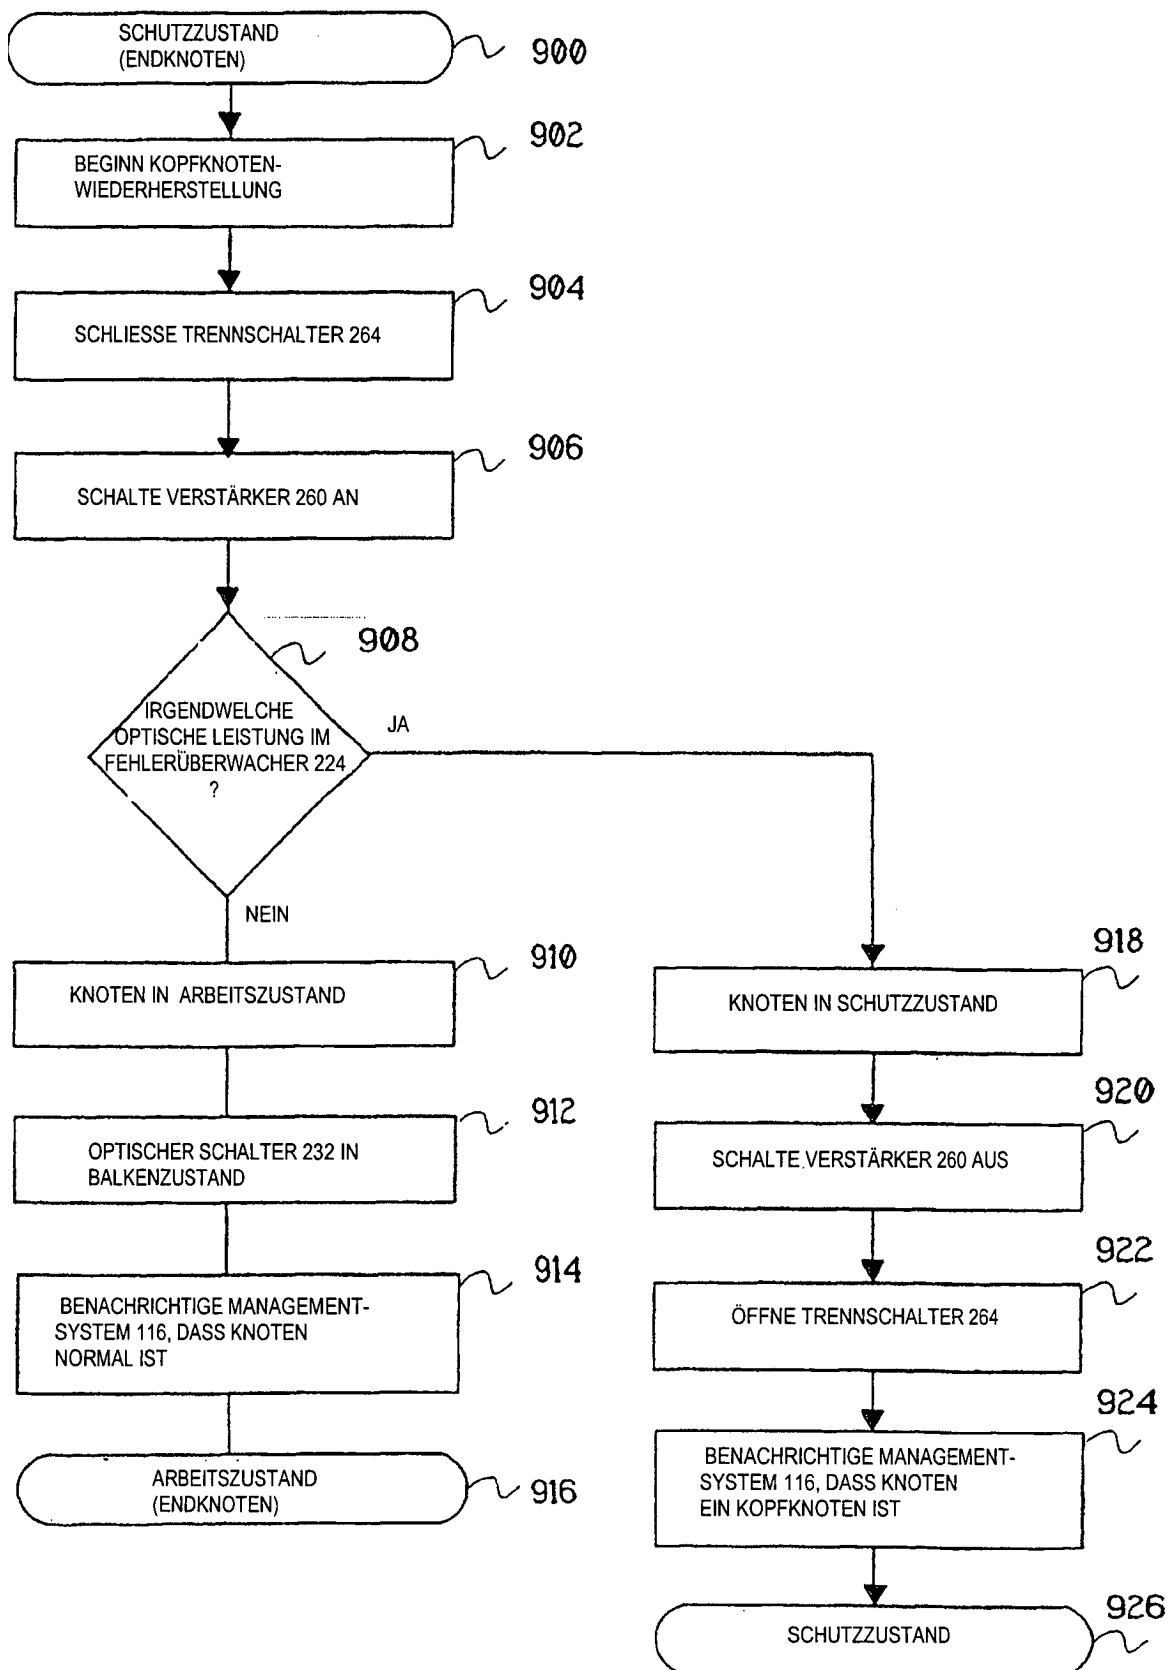 SCHUTZZUSTAND
(ENDKNOTEN)
900
902
BEGINN KOPFKNOTEN-
WIEDERHERSTELLUNG
904
SCHLIESSE TRENNSCHALTER 264
906
SCHALTE VERSTÄRKER 260 AN
908
IRGENDWELCHE
OPTISCHE LEISTUNG IM
FEHLERÜBERWACHER 224
?
JA
NEIN
910
KNOTEN IN ARBEITSZUSTAND
912
OPTISCHER SCHALTER 232 IN
BALKENZUSTAND
914
BENACHRICHTIGE MANAGEMENT-
SYSTEM 116, DASS KNOTEN
NORMAL IST
ARBEITSZUSTAND
(ENDKNOTEN)
916
918
KNOTEN IN SCHUTZZUSTAND
920
SCHALTE VERSTÄRKER 260 AUS
922
ÖFFNE TRENNSCHALTER 264
924
BENACHRICHTIGE MANAGEMENT-
SYSTEM 116, DASS KNOTEN
EIN KOPFKNOTEN IST
926
SCHUTZZUSTAND